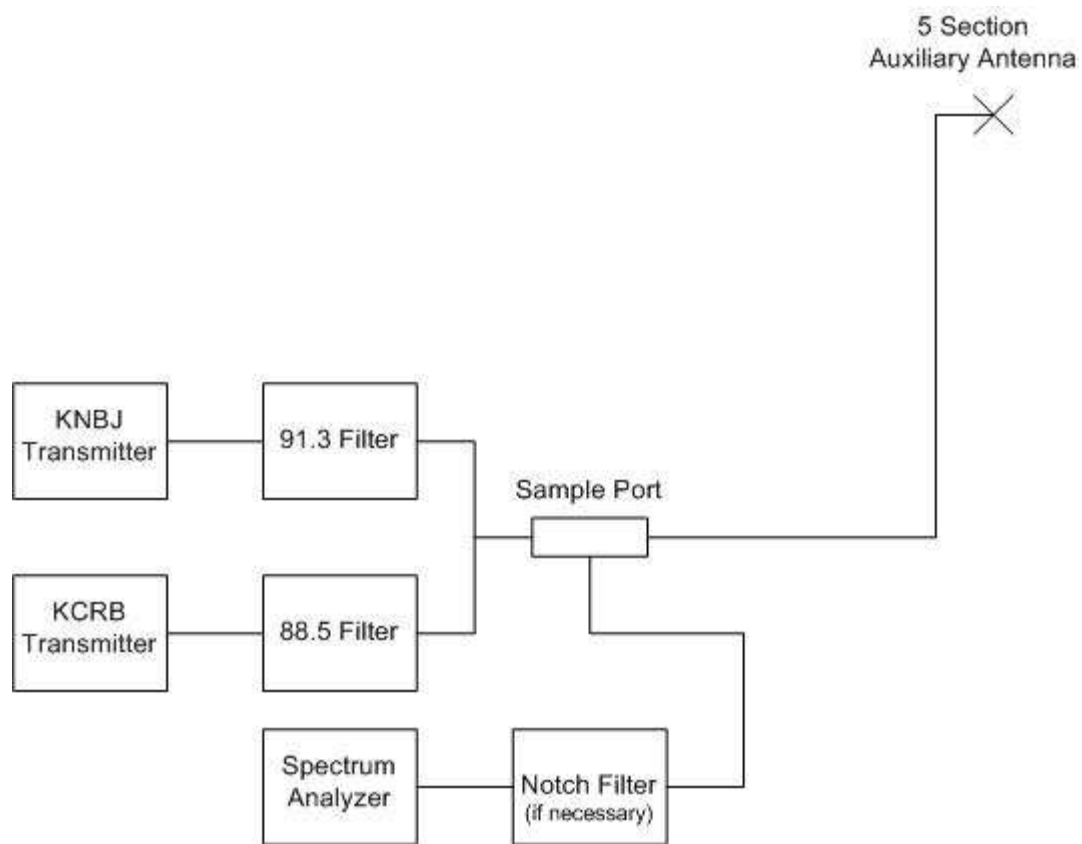 5 Section
Auxiliary Antenna
KNBJ
Transmitter
91.3 Filter
Sample Port
KCRB
Transmitter
88.5 Filter
Spectrum
Analyzer
Notch Filter
(if necessary)